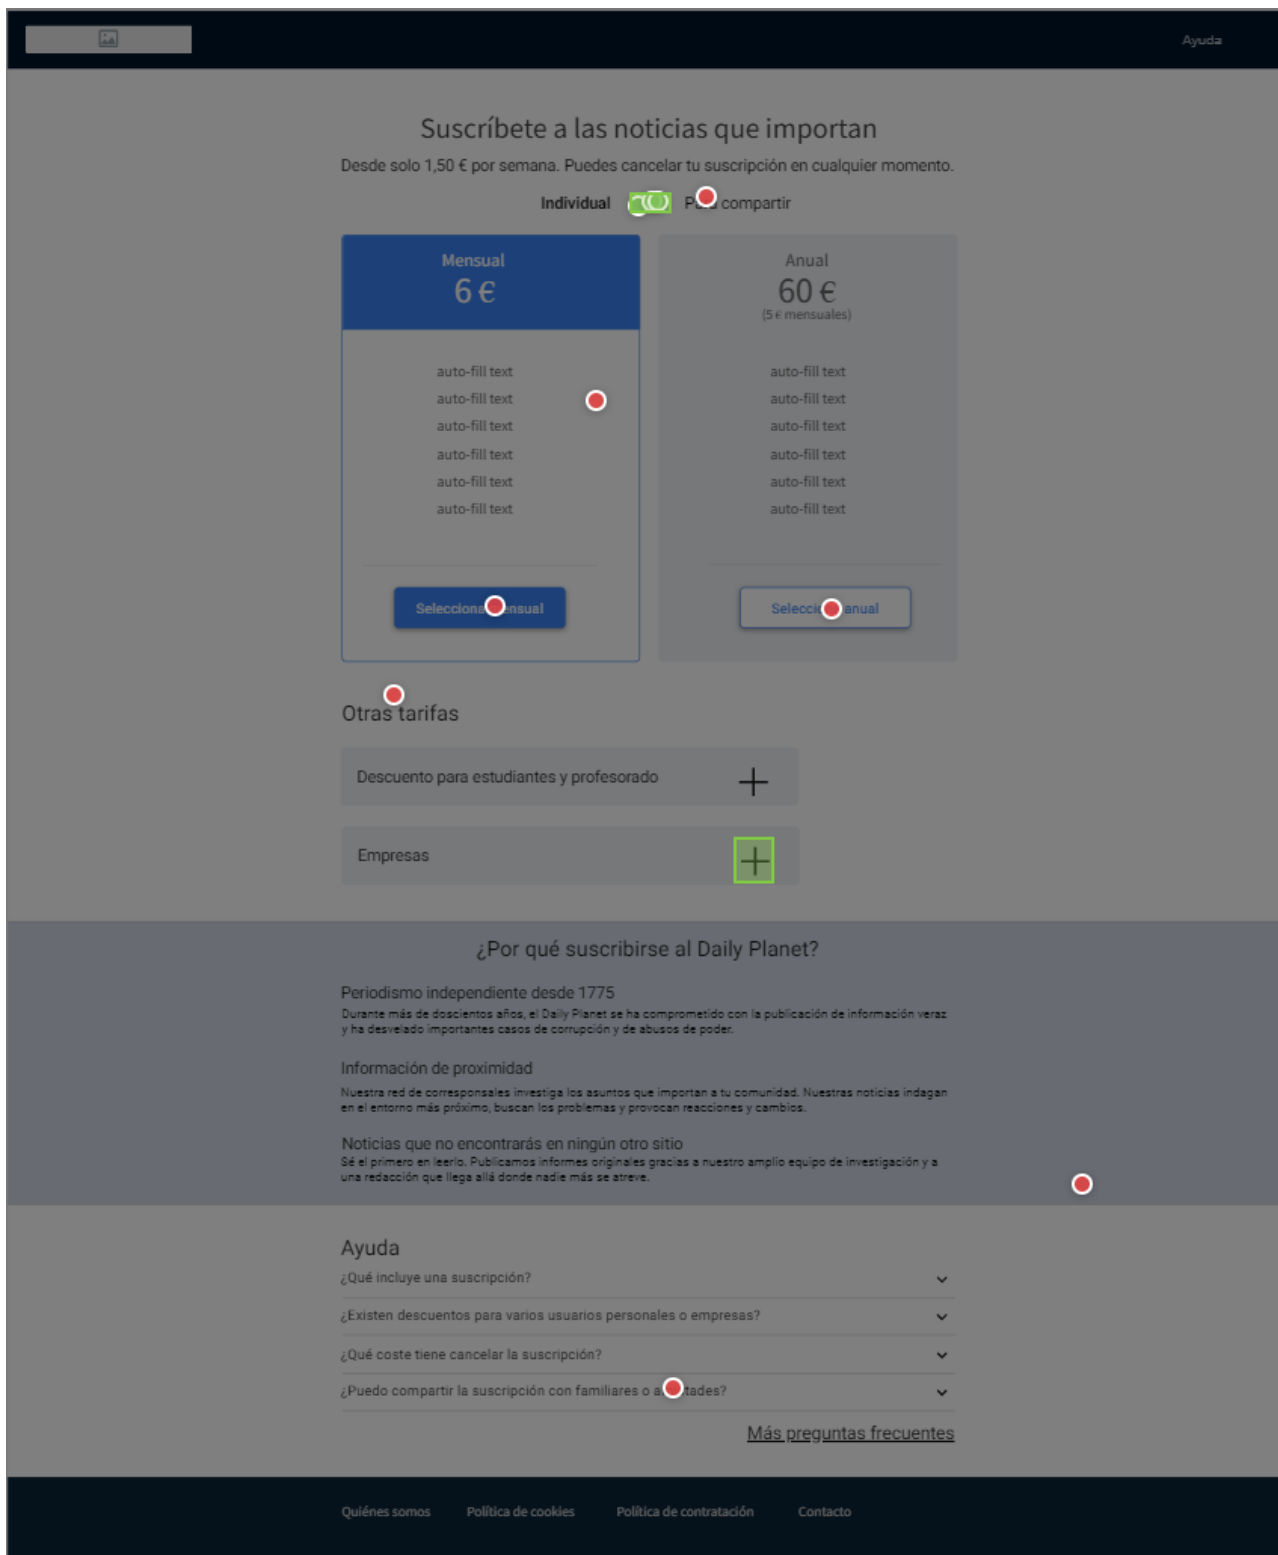 Ayuda
Suscríbete a las noticias que importan
Desde solo 1,50 € por semana. Puedes cancelar tu suscripción en cualquier momento.
Individual
compartir
Mensual
6 €
auto-fill text
auto-fill text
auto-fill text
auto-fill text
auto-fill text
auto-fill text
Anual
60 €
(5 € mensuales)
auto-fill text
auto-fill text
auto-fill text
auto-fill text
auto-fill text
auto-fill text
anual
Otras tarifas
Descuento para estudiantes y profesorado
Empresas
¿Por qué suscribirse al Daily Planet?
Periodismo independiente desde 1775
Durante más de doscientos años, el Daily Planet se ha comprometido con la publicación de información veraz
y ha desvelado importantes casos de corrupción y de abusos de poder.
Información de proximidad
Nuestra red de corresponsales investiga los asuntos que importan a tu comunidad. Nuestras noticias indagan
en el entorno más próximo, buscan los problemas y provocan reacciones y cambios.
Noticias que no encontrarás en ningún otro sitio
Sé el primero en leerlo. Publicamos informes originales gracias a nuestro amplio equipo de investigación y a
una redacción que llega allá donde nadie más se atreve.
Ayuda
¿Qué incluye una suscripción?
¿Existen descuentos para varios usuarios personales o empresas?
¿Qué coste tiene cancelar la suscripción?
¿Puedo compartir la suscripción con familiares o
Más preguntas frecuentes
Quiénes somos
Política de cookies
Política de contratación
Contacto